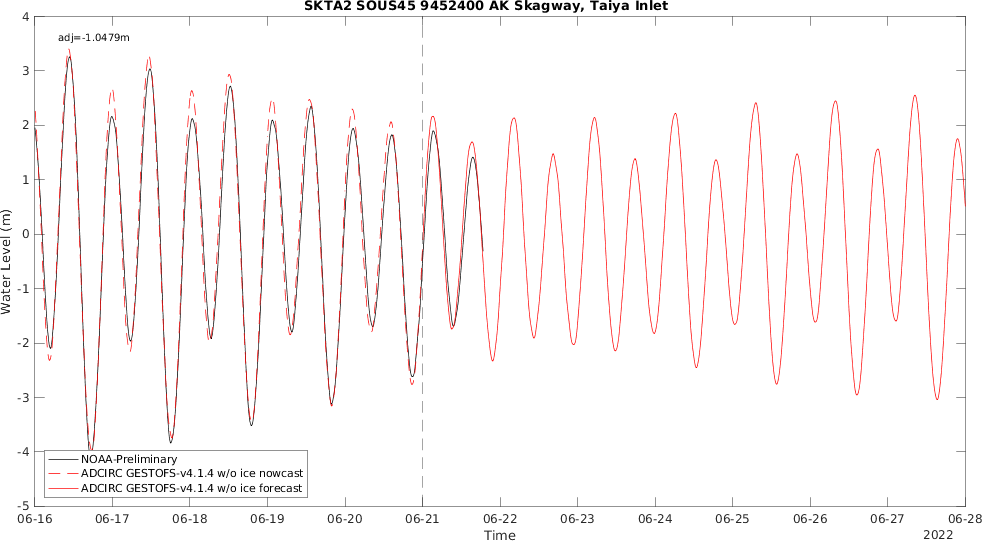 SKTA2 SOUS45 9452400 AK Skagway, Taiya Inlet
adj=-1.0479m
4
3
2
1
0
-1
-2
-3
-4
-5
Water Level (m)
NOAA-Preliminary
ADCIRC GESTOFS-v4.1.4 w/o ice nowcast
ADCIRC GESTOFS-v4.1.4 w/o ice forecast
06-16 06-17 06-18 06-19 06-20 06-21 06-22 06-23 06-24 06-25 06-26 06-27 06-28
Time
2022